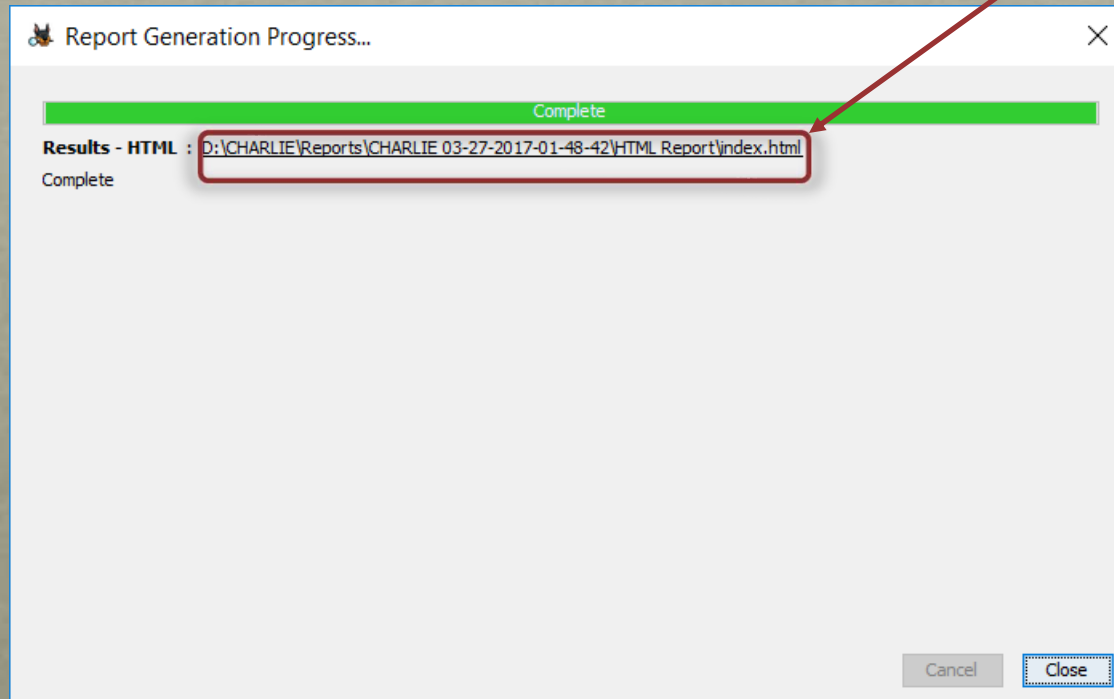 Report Generation Progress...
Complete
Results - HTML : D:\CHARLIE\Reports\CHARLIE 03-27-2017-01-48-42\HTML Report\index.html
Complete
Cancel Close